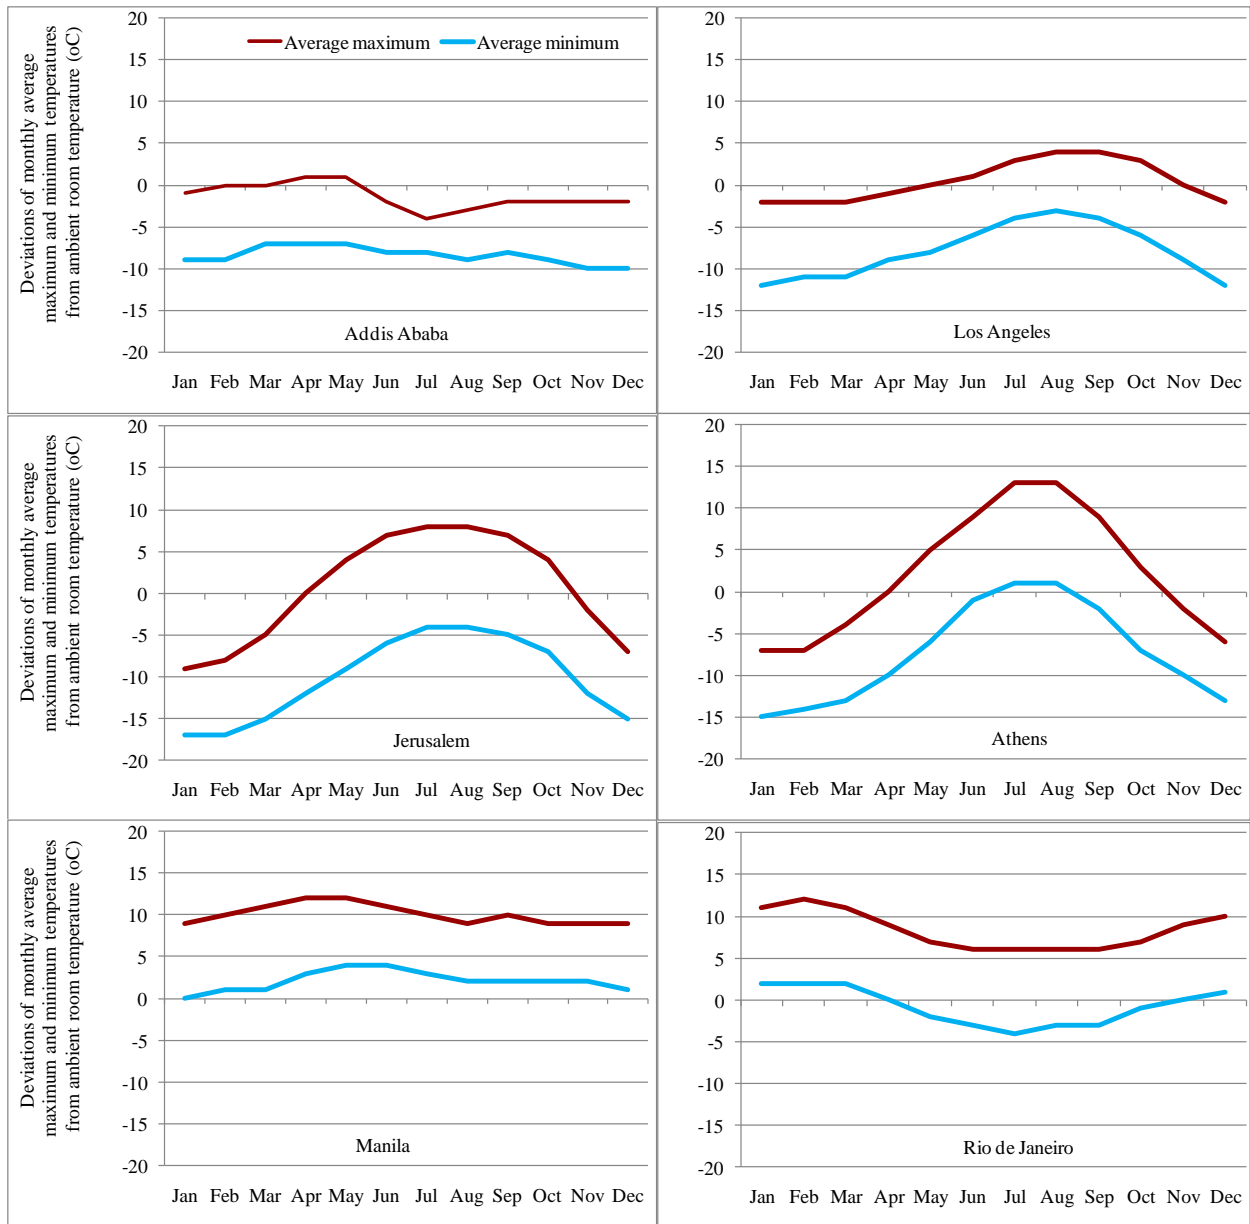 Deviations of monthly average
maximum and minimum temperatures
from ambient room temperature (oC)
20
15
10
5
0
-5
-10
-15
-20
Average maximum
Average minimum
Addis Ababa
Jan Feb Mar Apr May Jun Jul Aug Sep Oct Nov Dec
20
15
10
5
0
-5
-10
-15
-20
Los Angeles
Jan Feb Mar Apr May Jun Jul Aug Sep Oct Nov Dec
Deviations of monthly average
maximum and minimum temperatures
from ambient room temperature (oC)
20
15
10
5
0
-5
-10
-15
-20
Jerusalem
Jan Feb Mar Apr May Jun Jul Aug Sep Oct Nov Dec
20
15
10
5
0
-5
-10
-15
-20
Athens
Jan Feb Mar Apr May Jun Jul Aug Sep Oct Nov Dec
Deviations of monthly average
maximum and minimum temperatures
from ambient room temperature (oC)
20
15
10
5
0
-5
-10
-15
-20
Manila
Jan Feb Mar Apr May Jun Jul Aug Sep Oct Nov Dec
20
15
10
5
0
-5
-10
-15
-20
Rio de Janeiro
Jan Feb Mar Apr May Jun Jul Aug Sep Oct Nov Dec